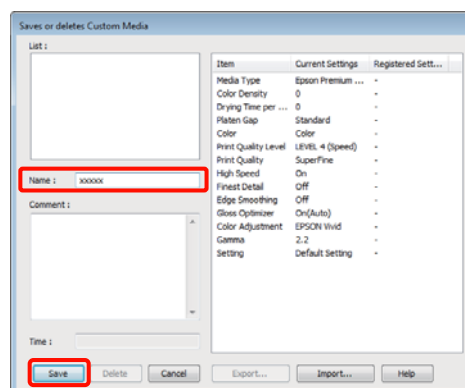 Saves or deletes Custom Media
List :
Item Current Settings Registered Sett...
Media Type Epson Premium ... -
Color Density 0 -
Drying Time per ... 0 -
Platen Gap Standard -
Color Color -
Print Quality Level LEVEL 4 (Speed) -
Print Quality SuperFine -
High Speed On -
Finest Detail Off -
Edge Smoothing Off -
Gloss Optimizer On(Auto) -
Color Adjustment EPSON Vivid -
Gamma 2.2 -
Setting Default Setting -
Name : xxxxxx
Comment :
Time :
Save Delete Cancel Export... Import... Help